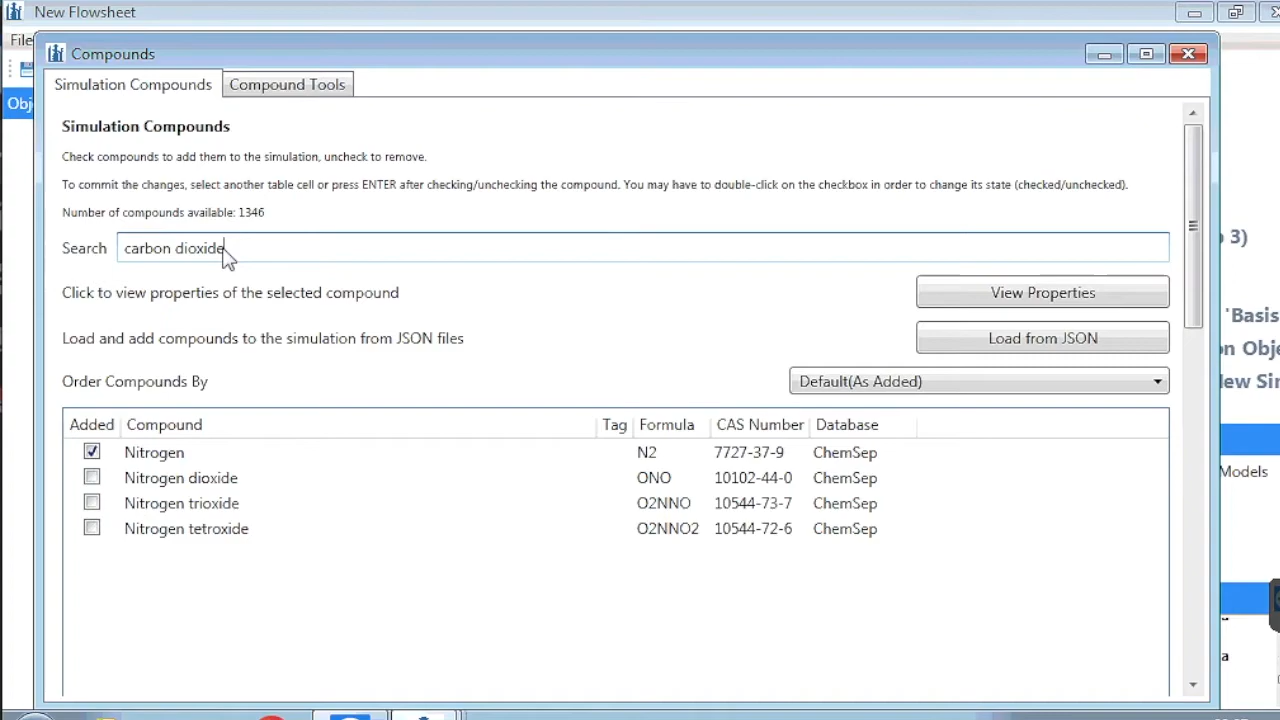 New Flowsheet
File
Compounds
Simulation Compounds
Compound Tools
Obj
Simulation Compounds
Check compounds to add them to the simulation, uncheck to remove.
To commit the changes, select another table cell or press ENTER after checking/unchecking the compound. You may have to double-click on the checkbox in order to change its state (checked/unchecked).
Number of compounds available: 1346
Search carbon dioxide
3)
Click to view properties of the selected compound View Properties
'Basis
Load and add compounds to the simulation from JSON files Load from JSON
on Obje
Order Compounds By Default(As Added)
New Sin
Added Compound Tag Formula CAS Number Database
Nitrogen N2 7727-37-9 ChemSep
Models
Nitrogen dioxide ONO 10102-44-0 ChemSep
Nitrogen trioxide O2NNO 10544-73-7 ChemSep
Nitrogen tetroxide O2NNO2 10544-72-6 ChemSep
a